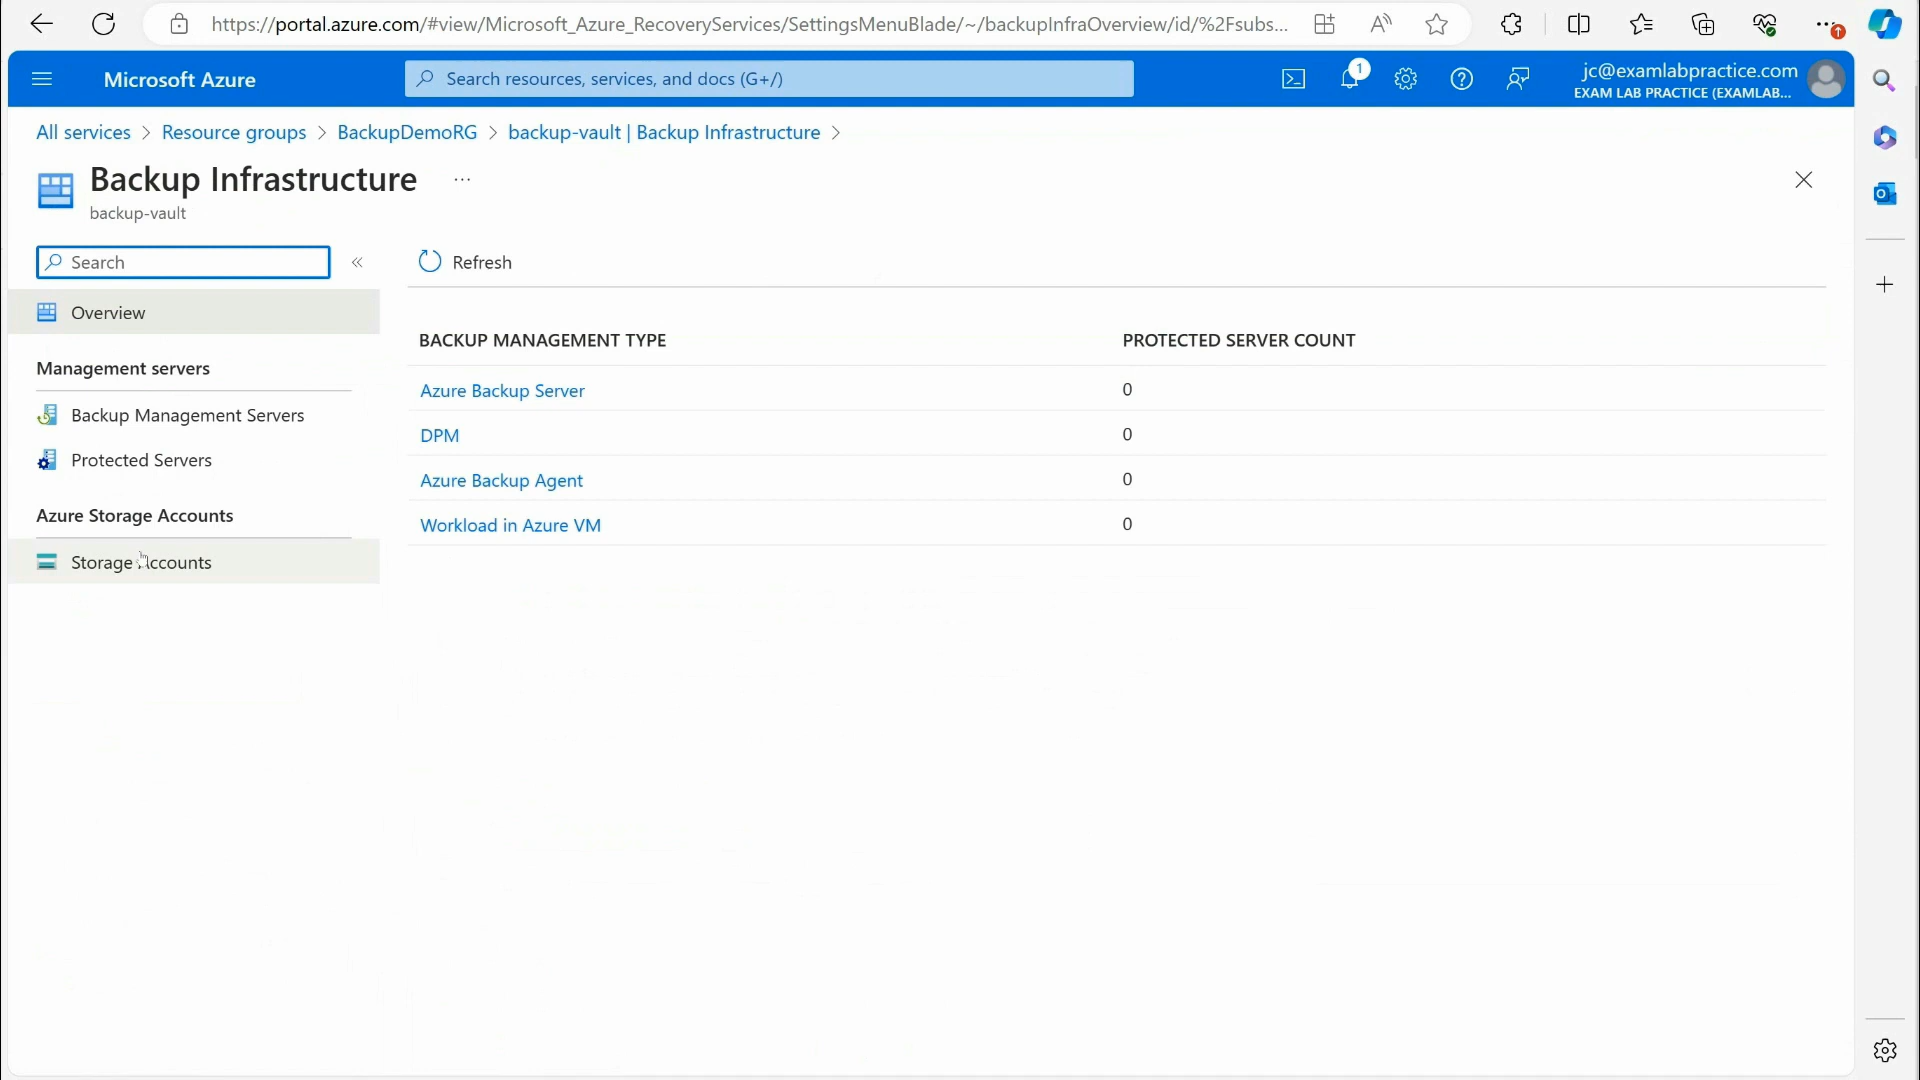 https://portal.azure.com/#view/Microsoft_Azure_RecoveryServices/SettingsMenuBlade/~/backupInfraOverview/id/%2Fsubs...
Microsoft Azure
Search resources, services, and docs (G+/)
1
jc@examlabpractice.com
EXAM LAB PRACTICE (EXAMLAB...
All services > Resource groups > BackupDemoRG > backup-vault | Backup Infrastructure >
Backup Infrastructure ...
backup-vault
Search
Refresh
Overview
Management servers
Backup Management Servers
Protected Servers
Azure Storage Accounts
Storage Accounts
BACKUP MANAGEMENT TYPE PROTECTED SERVER COUNT
Azure Backup Server 0
DPM 0
Azure Backup Agent 0
Workload in Azure VM 0